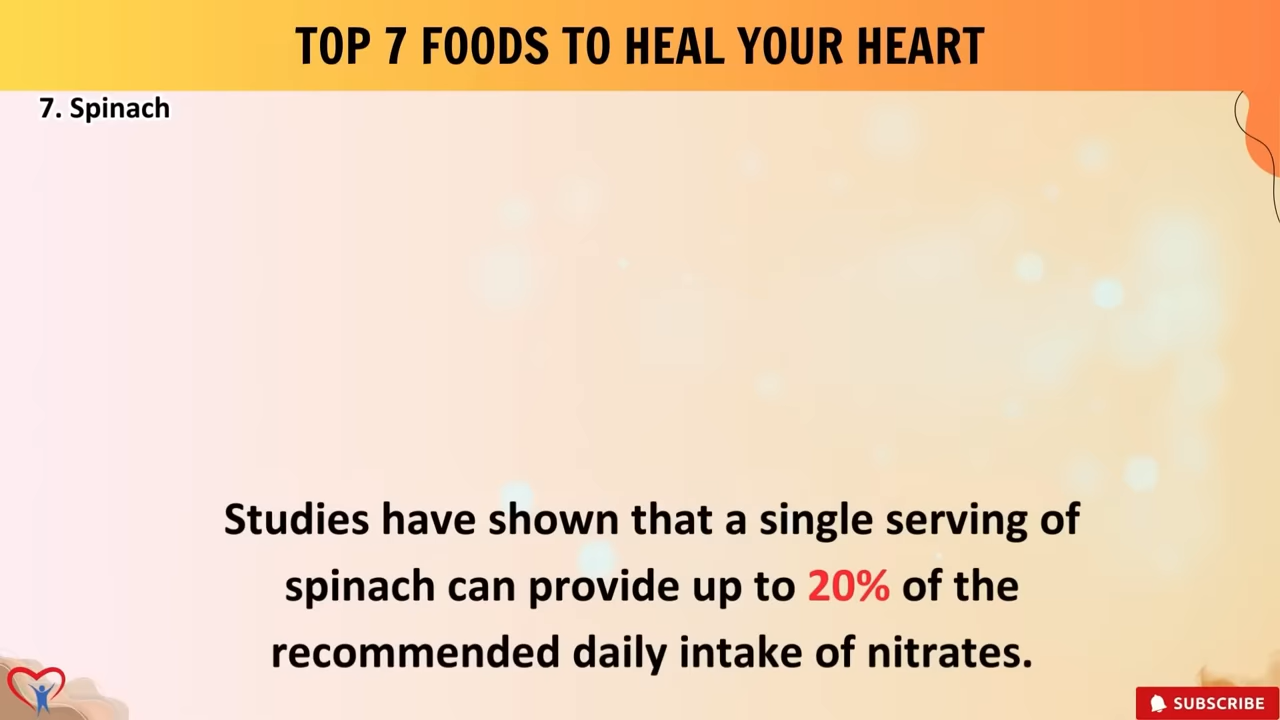 TOP 7 FOODS TO HEAL YOUR HEART
7. Spinach
Studies have shown that a single serving of
spinach can provide up to 20% of the
recommended daily intake of nitrates.
SUBSCRIBE